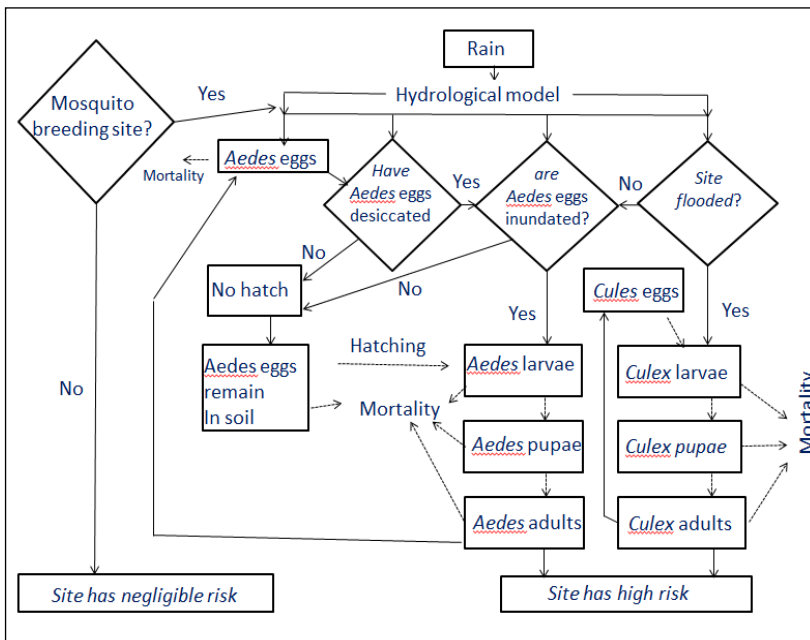 Rain
Mosquito
breeding site?
Yes
Hydrological model
Aedes eggs
Mortality
Have
Aedes eggs
desiccated
Yes
are
Aedes eggs
inundated?
No
Site
flooded?
No
No hatch
No
Yes
Cules eggs
Yes
Aedes eggs
remain
In soil
Hatching
Mortality
Aedes larvae
Culex larvae
Mortality
No
Aedes pupae
Culex pupae
Aedes adults
Culex adults
Site has negligible risk
Site has high risk